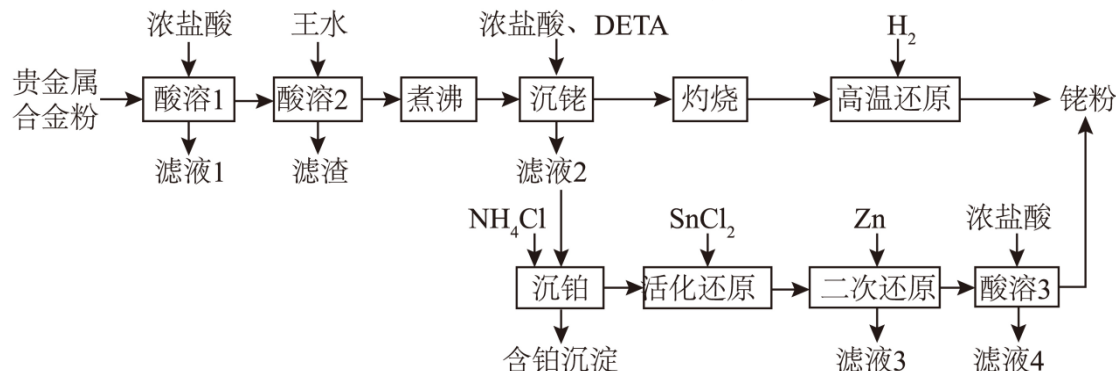 浓盐酸
王水
浓盐酸、DETA
H₂
贵金属
合金粉
酸溶1
酸溶2
煮沸
沉铑
灼烧
高温还原
铑粉
滤液1
滤渣
滤液2
NH₄Cl
SnCl₂
Zn
浓盐酸
沉铂
活化还原
二次还原
酸溶3
含铂沉淀
滤液3
滤液4